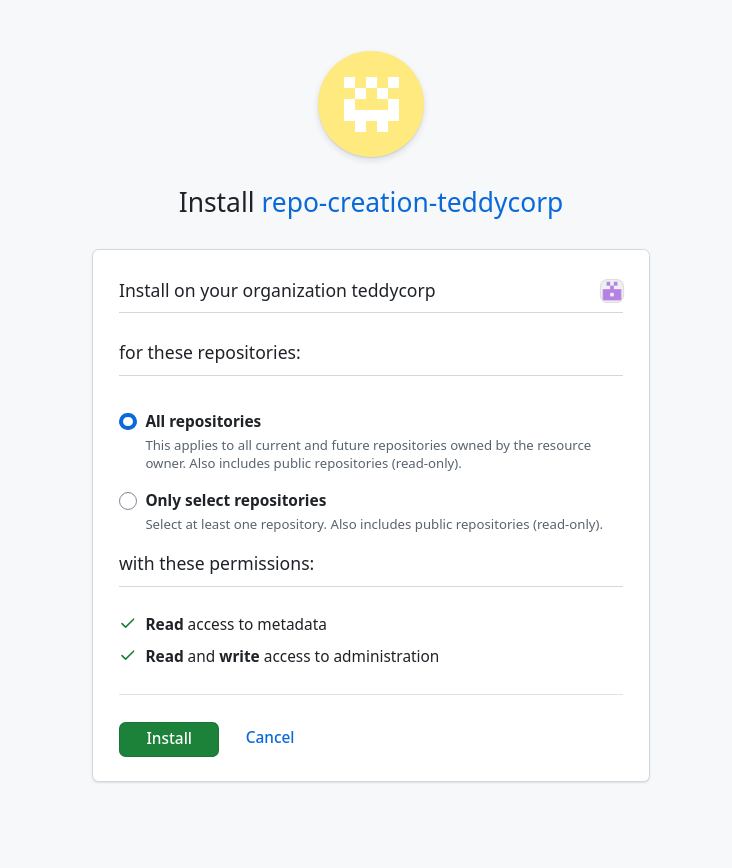 Install repo-creation-teddycorp
Install on your organization teddycorp
for these repositories:
All repositories
This applies to all current and future repositories owned by the resource
owner. Also includes public repositories (read-only).
Only select repositories
Select at least one repository. Also includes public repositories (read-only).
with these permissions:
Read access to metadata
Read and write access to administration
Install Cancel